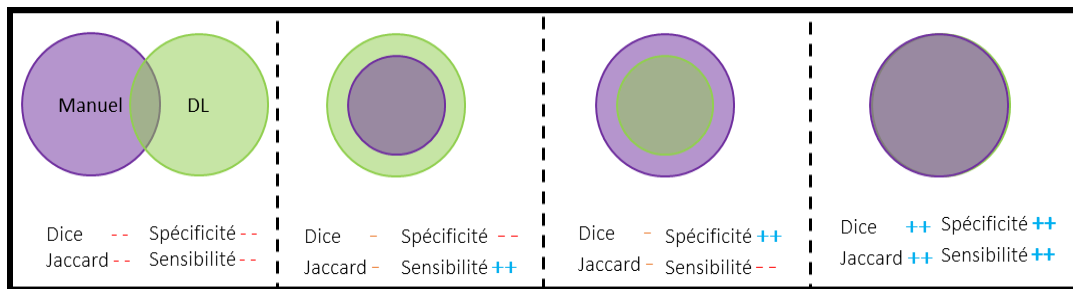 Manuel DL
Dice -- Spécificité --
Jaccard -- Sensibilité --
Dice - Spécificité --
Jaccard - Sensibilité ++
Dice - Spécificité ++
Jaccard - Sensibilité --
Dice ++ Spécificité ++
Jaccard ++ Sensibilité ++